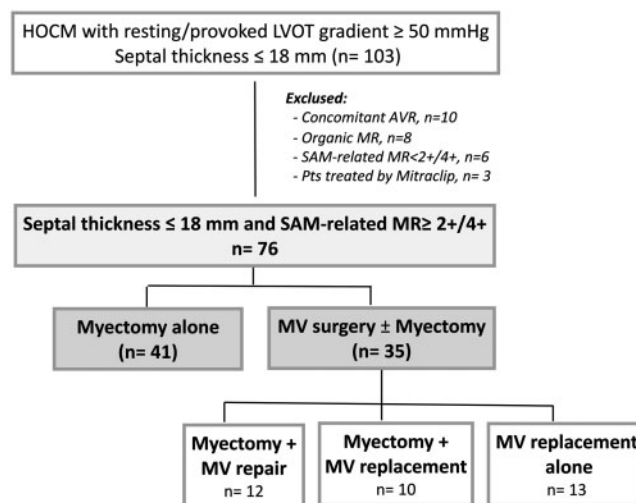 HOCM with resting/provoked LVOT gradient ≥ 50 mmHg
Septal thickness ≤ 18 mm (n= 103)
Exclused:
- Concomitant AVR, n=10
- Organic MR, n=8
- SAM-related MR<2+/4+, n=6
- Pts treated by Mitraclip, n= 3
Septal thickness ≤ 18 mm and SAM-related MR≥ 2+/4+
n= 76
Myectomy alone
(n= 41)
MV surgery ± Myectomy
(n= 35)
Myectomy +
MV repair
n= 12
Myectomy +
MV replacement
n= 10
MV replacement
alone
n= 13